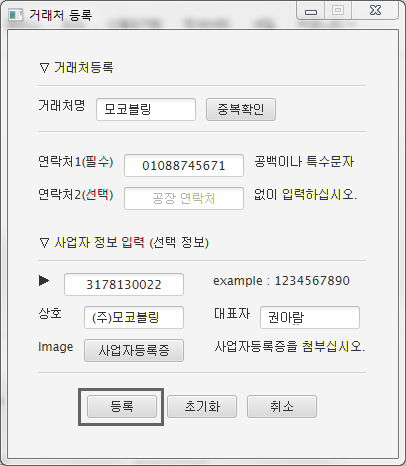 거래처 등록
▽ 거래처등록
거래처명 모코블링 중복확인
연락처1(필수) 01088745671 공백이나 특수문자
연락처2(선택) 공장 연락처 없이 입력하십시오.
▽ 사업자 정보 입력 (선택 정보)
▶ 3178130022 example : 1234567890
상호 (주)모코블링 대표자 권아람
Image 사업자등록증 사업자등록증을 첨부십시오.
등록 초기화 취소